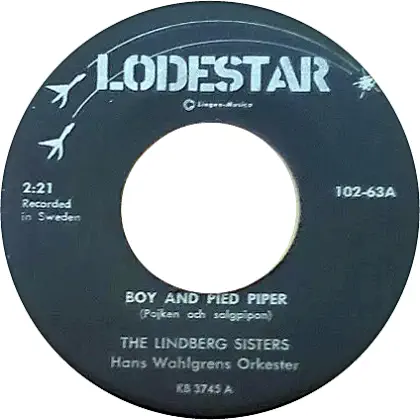 LODESTAR
© Lingon-Musico
2:21
Recorded
in Sweden
102-63A
BOY AND PIED PIPER
(Pojken och salgpipan)
THE LINDBERG SISTERS
Hans Wahlgrens Orkester
KB 3745 A